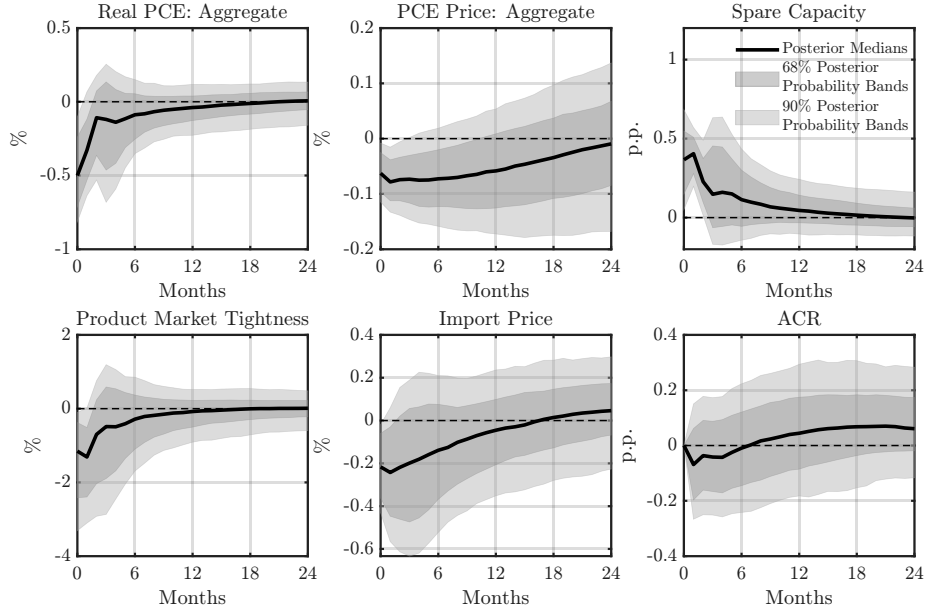 Real PCE: Aggregate
0.5
0
-0.5
-1
%
0 6 12 18 24
Months
PCE Price: Aggregate
0.2
0.1
0
-0.1
-0.2
%
0 6 12 18 24
Months
Spare Capacity
1
0.5
0
p.p.
Posterior Medians
68% Posterior
Probability Bands
90% Posterior
Probability Bands
0 6 12 18 24
Months
Product Market Tightness
2
0
-2
-4
%
0 6 12 18 24
Months
Import Price
0.4
0.2
0
-0.2
-0.4
-0.6
%
0 6 12 18 24
Months
ACR
0.4
0.2
0
-0.2
-0.4
p.p.
0 6 12 18 24
Months